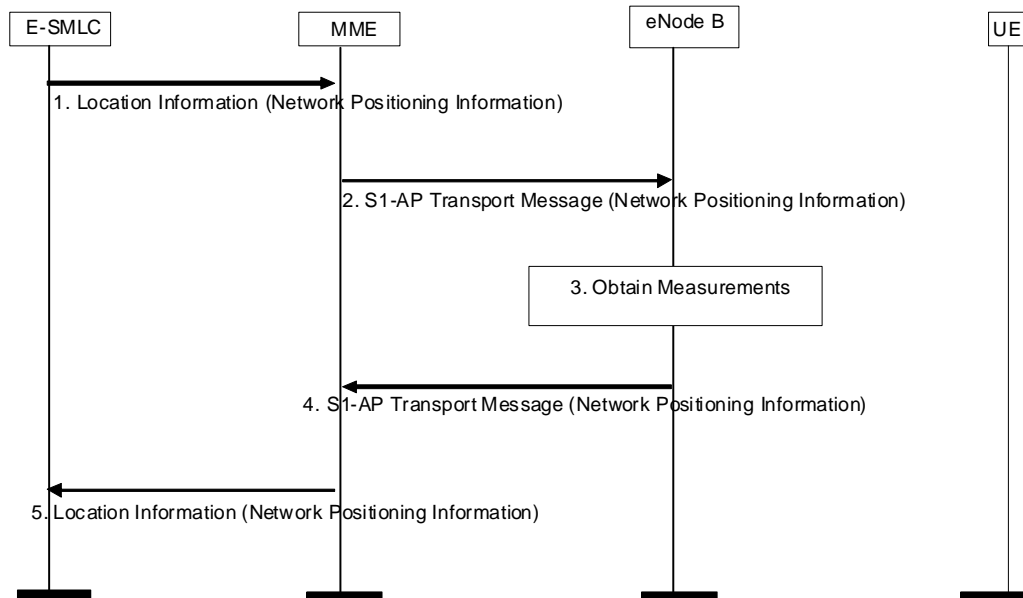 E-SMLC
MME
eNode B
UE
1. Location Information (Network Positioning Information)
2. S1-AP Transport Message (Network Positioning Information)
3. Obtain Measurements
4. S1-AP Transport Message (Network Positioning Information)
5. Location Information (Network Positioning Information)